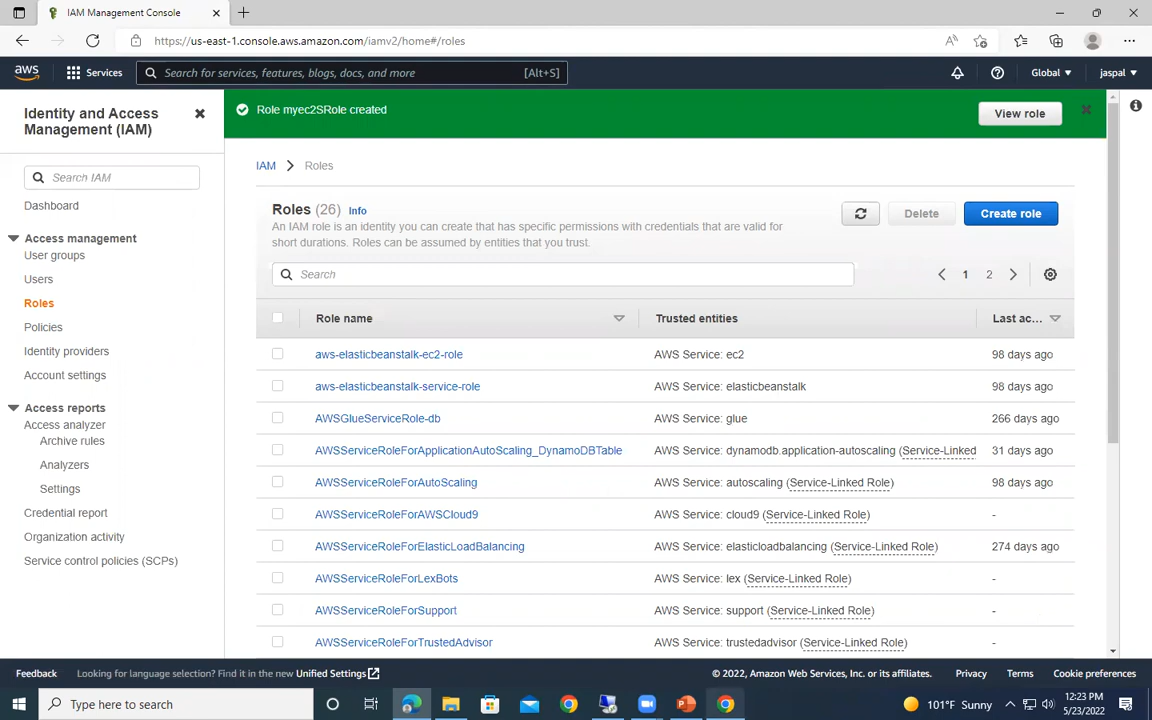 IAM Management Console
https://us-east-1.console.aws.amazon.com/iamv2/home#/roles
aws
Services
Search for services, features, blogs, docs, and more
[Alt+S]
Global
jaspal
Identity and Access
Management (IAM)
Search IAM
Dashboard
Access management
User groups
Users
Roles
Policies
Identity providers
Account settings
Access reports
Access analyzer
Archive rules
Analyzers
Settings
Credential report
Organization activity
Service control policies (SCPs)
Role myec2SRole created
View role
IAM
Roles
Roles (26) Info
An IAM role is an identity you can create that has specific permissions with credentials that are valid for
short durations. Roles can be assumed by entities that you trust.
Delete
Create role
Search
1
2
Role name
Trusted entities
Last ac...
aws-elasticbeanstalk-ec2-role
AWS Service: ec2
98 days ago
aws-elasticbeanstalk-service-role
AWS Service: elasticbeanstalk
98 days ago
AWSGlueServiceRole-db
AWS Service: glue
266 days ago
AWSServiceRoleForApplicationAutoScaling_DynamoDBTable
AWS Service: dynamodb.application-autoscaling (Service-Linked
31 days ago
AWSServiceRoleForAutoScaling
AWS Service: autoscaling (Service-Linked Role)
98 days ago
AWSServiceRoleForAWSCloud9
AWS Service: cloud9 (Service-Linked Role)
-
AWSServiceRoleForElasticLoadBalancing
AWS Service: elasticloadbalancing (Service-Linked Role)
274 days ago
AWSServiceRoleForLexBots
AWS Service: lex (Service-Linked Role)
-
AWSServiceRoleForSupport
AWS Service: support (Service-Linked Role)
-
AWSServiceRoleForTrustedAdvisor
AWS Service: trustedadvisor (Service-Linked Role)
-
Feedback
Looking for language selection? Find it in the new Unified Settings
© 2022, Amazon Web Services, Inc. or its affiliates.
Privacy
Terms
Cookie preferences
Type here to search
101°F Sunny
12:23 PM
5/23/2022